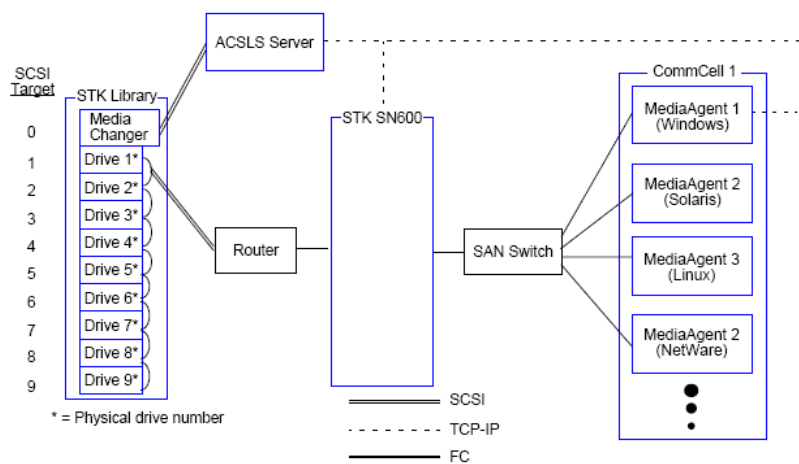 ACSLS Server
SCSI
Target
STK Library
CommCell 1
0
Media
Changer
STK SN600
MediaAgent 1
(Windows)
1
Drive 1*
2
Drive 2*
MediaAgent 2
(Solaris)
3
Drive 3*
4
Drive 4*
Router
SAN Switch
MediaAgent 3
(Linux)
5
Drive 5*
6
Drive 6*
7
Drive 7*
MediaAgent 2
(NetWare)
8
Drive 8*
9
Drive 9*
* = Physical drive number
SCSI
TCP-IP
FC